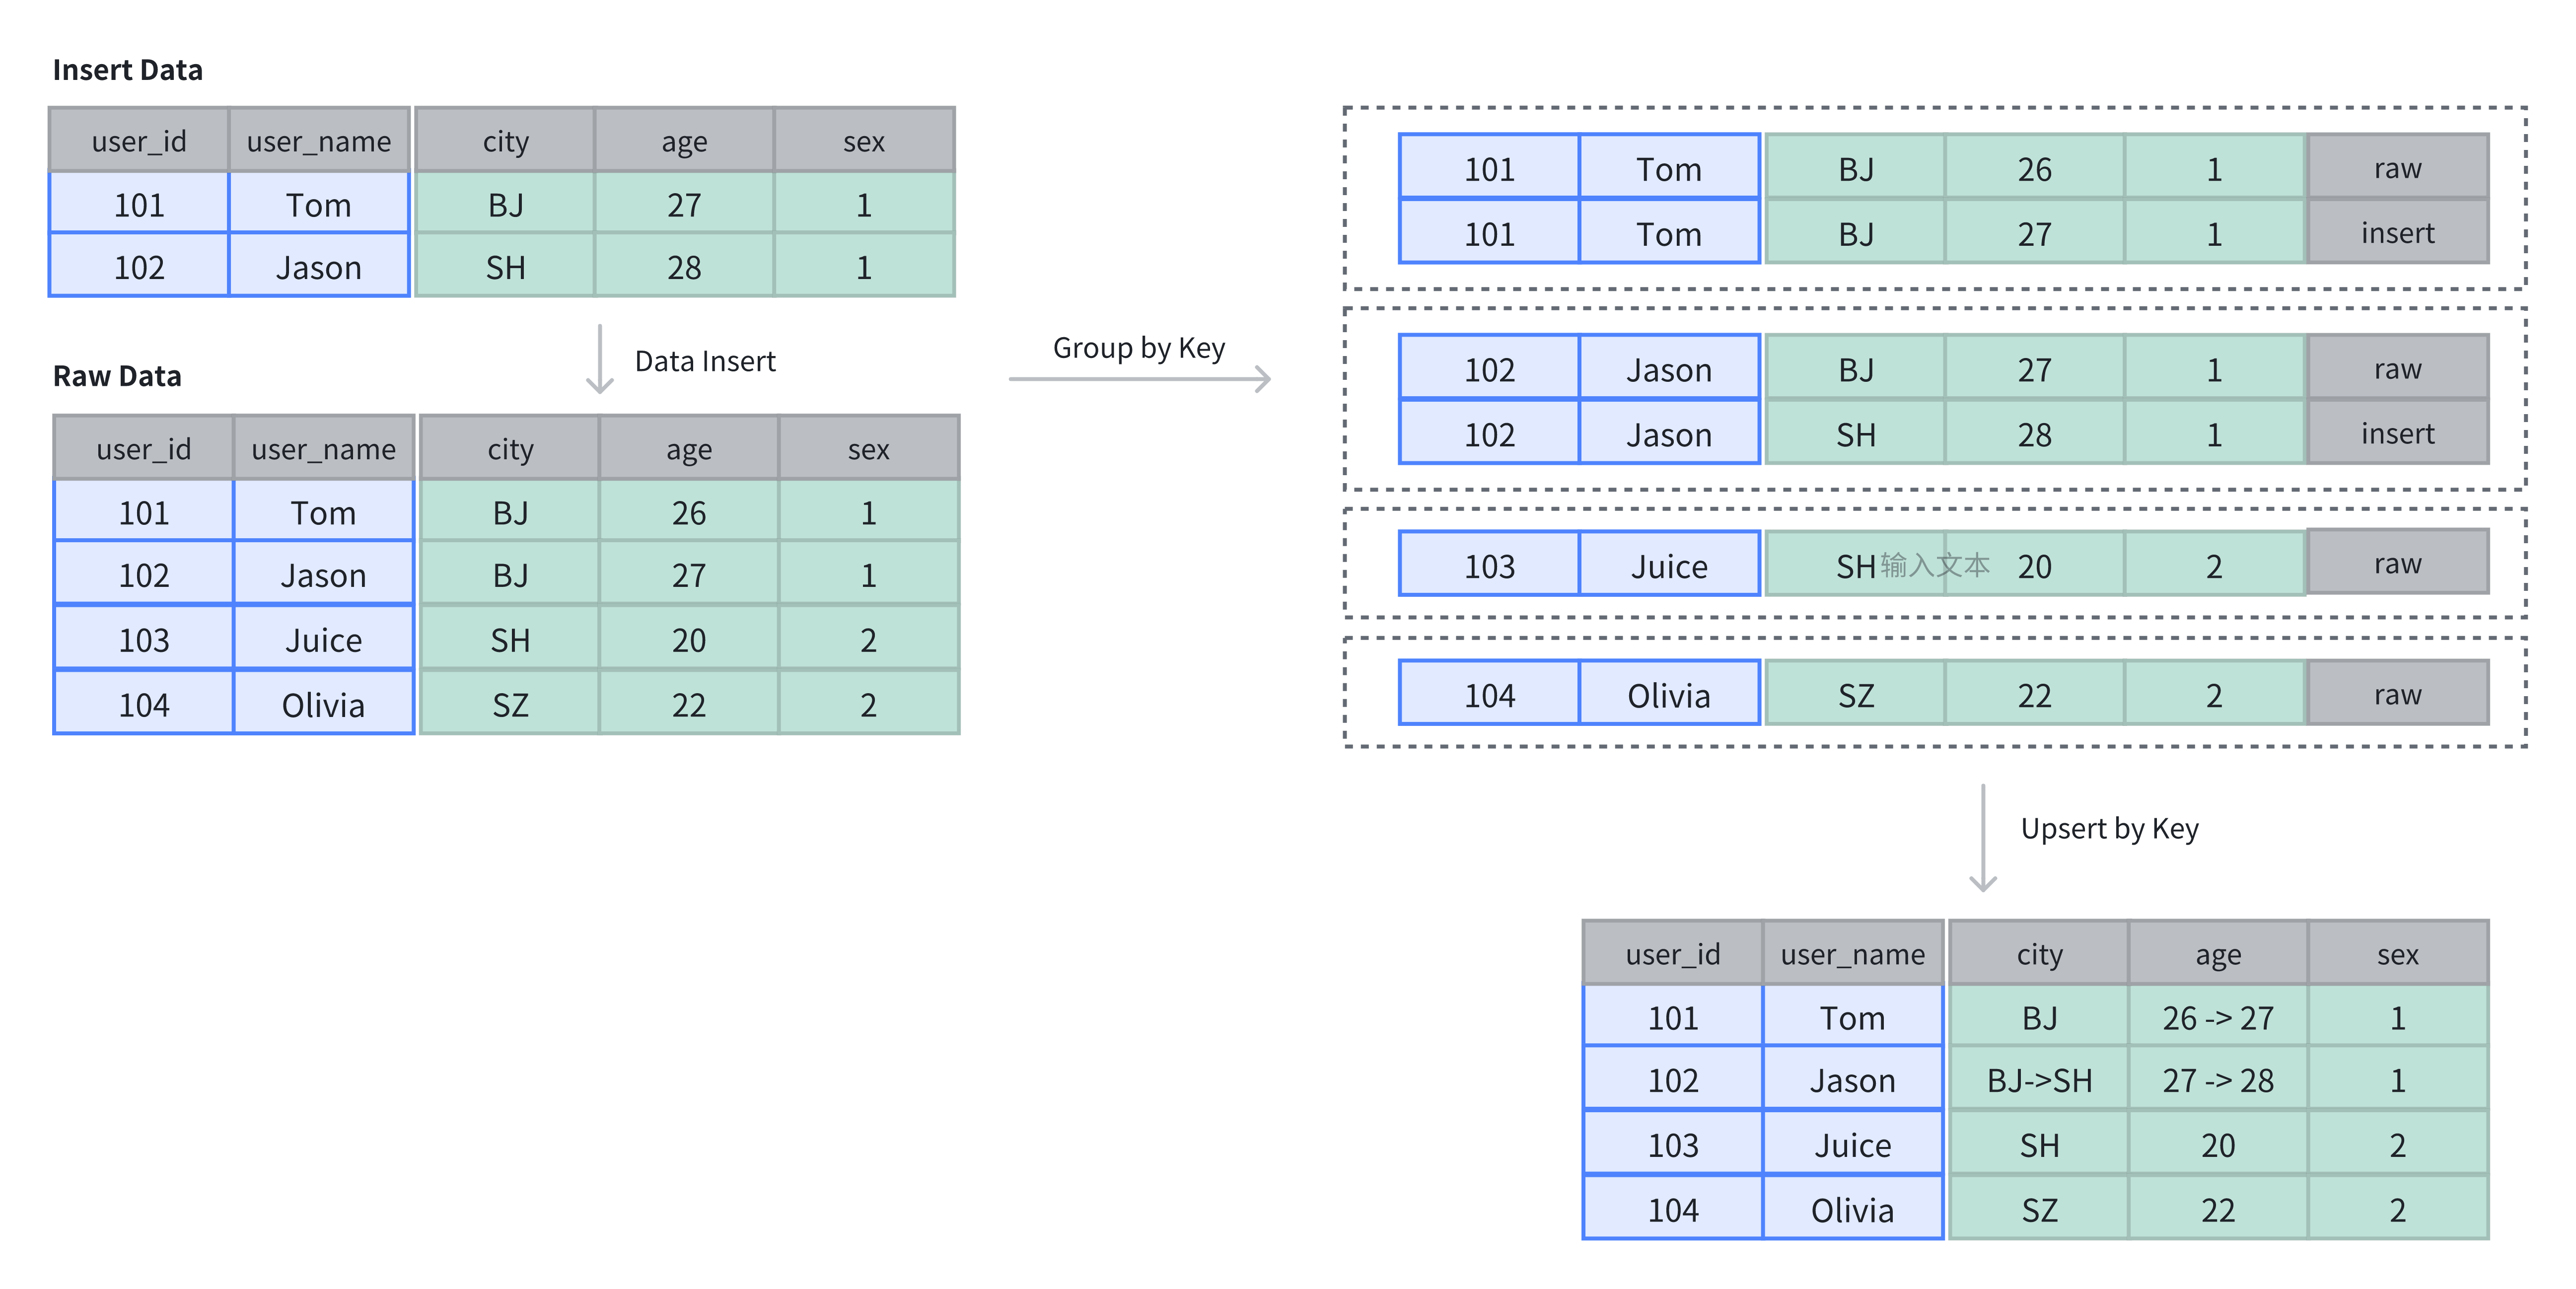 Insert Data
user_id user_name city age sex
101 Tom BJ 27 1
102 Jason SH 28 1
Data Insert
Raw Data
user_id user_name city age sex
101 Tom BJ 26 1
102 Jason BJ 27 1
103 Juice SH 20 2
104 Olivia SZ 22 2
Group by Key
101 Tom BJ 26 1 raw
101 Tom BJ 27 1 insert
102 Jason BJ 27 1 raw
102 Jason SH 28 1 insert
103 Juice SH 输入文本 20 2 raw
104 Olivia SZ 22 2 raw
Upsert by Key
user_id user_name city age sex
101 Tom BJ 26 -> 27 1
102 Jason BJ->SH 27 -> 28 1
103 Juice SH 20 2
104 Olivia SZ 22 2